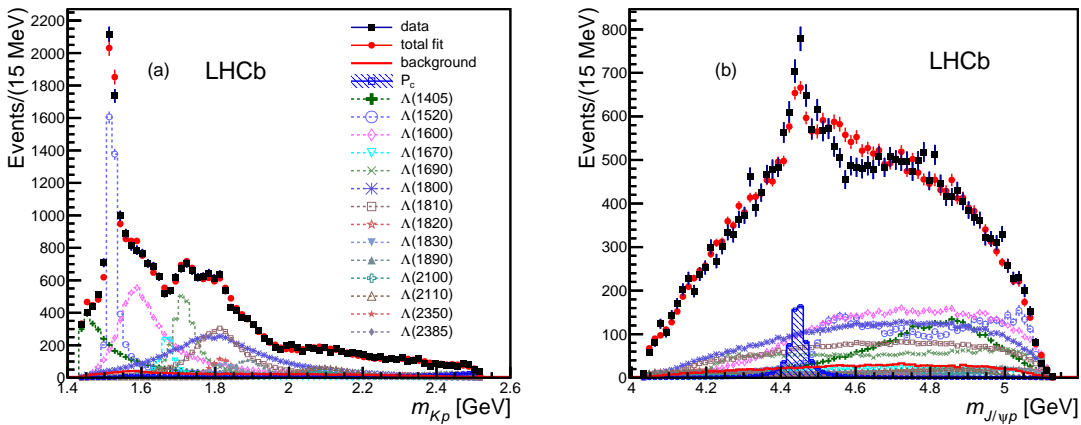 Events/(15 MeV)
2200
2000
1800
1600
1400
1200
1000
800
600
400
200
0
1.4
1.6
1.8
2
2.2
2.4
2.6
m_{Kp} [GeV]
(a)
LHCb
data
total fit
background
P_c
Λ(1405)
Λ(1520)
Λ(1600)
Λ(1670)
Λ(1690)
Λ(1800)
Λ(1810)
Λ(1820)
Λ(1830)
Λ(1890)
Λ(2100)
Λ(2110)
Λ(2350)
Λ(2385)
Events/(15 MeV)
800
700
600
500
400
300
200
100
0
4
4.2
4.4
4.6
4.8
5
m_{J/ψp} [GeV]
(b)
LHCb